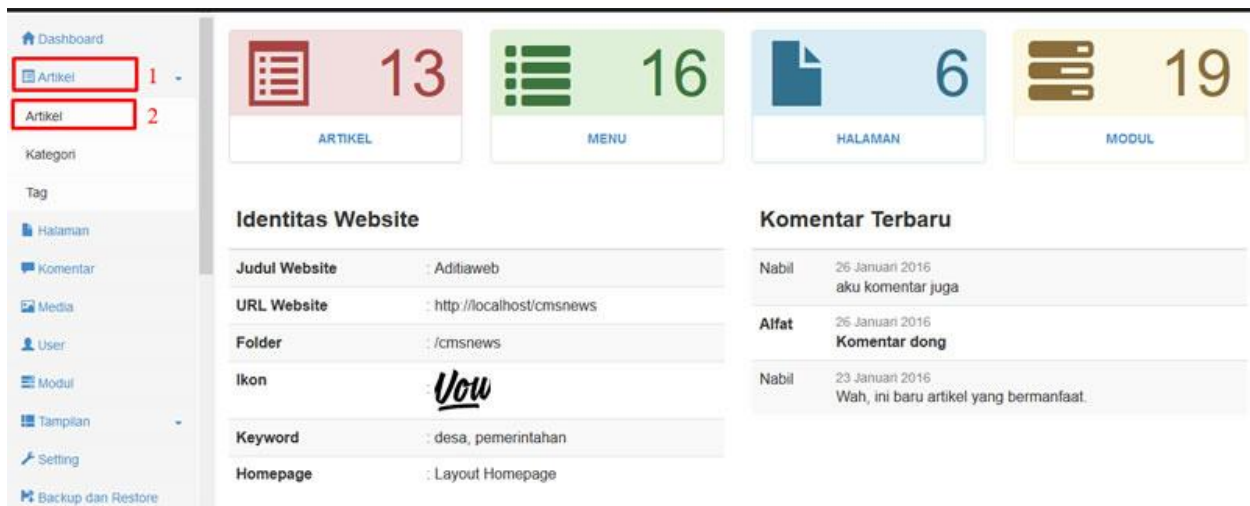 Dashboard
Artikel 1
Artikel 2
Kategori
Tag
Halaman
Komentar
Media
User
Modul
Tampilan
Setting
Backup dan Restore
13
ARTIKEL
16
MENU
6
HALAMAN
19
MODUL
Identitas Website
Judul Website : Aditiaweb
URL Website : http://localhost/cmsnews
Folder : /cmsnews
Ikon : Vow
Keyword : desa, pemerintahan
Homepage : Layout Homepage
Komentar Terbaru
Nabil 26 Januari 2016
aku komentar juga
Alfat 26 Januari 2016
Komentar dong
Nabil 23 Januari 2016
Wah, ini baru artikel yang bermanfaat.